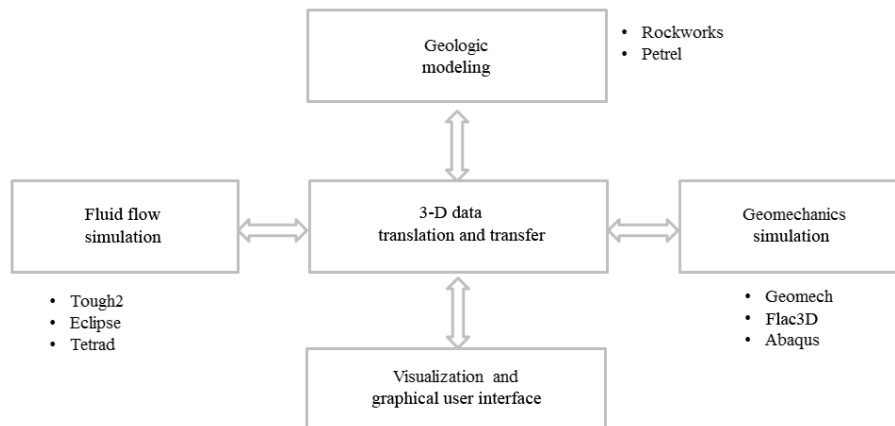 Geologic
modeling
• Rockworks
• Petrel
Fluid flow
simulation
3-D data
translation and transfer
Geomechanics
simulation
• Tough2
• Eclipse
• Tetrad
• Geomech
• Flac3D
• Abaqus
Visualization and
graphical user interface